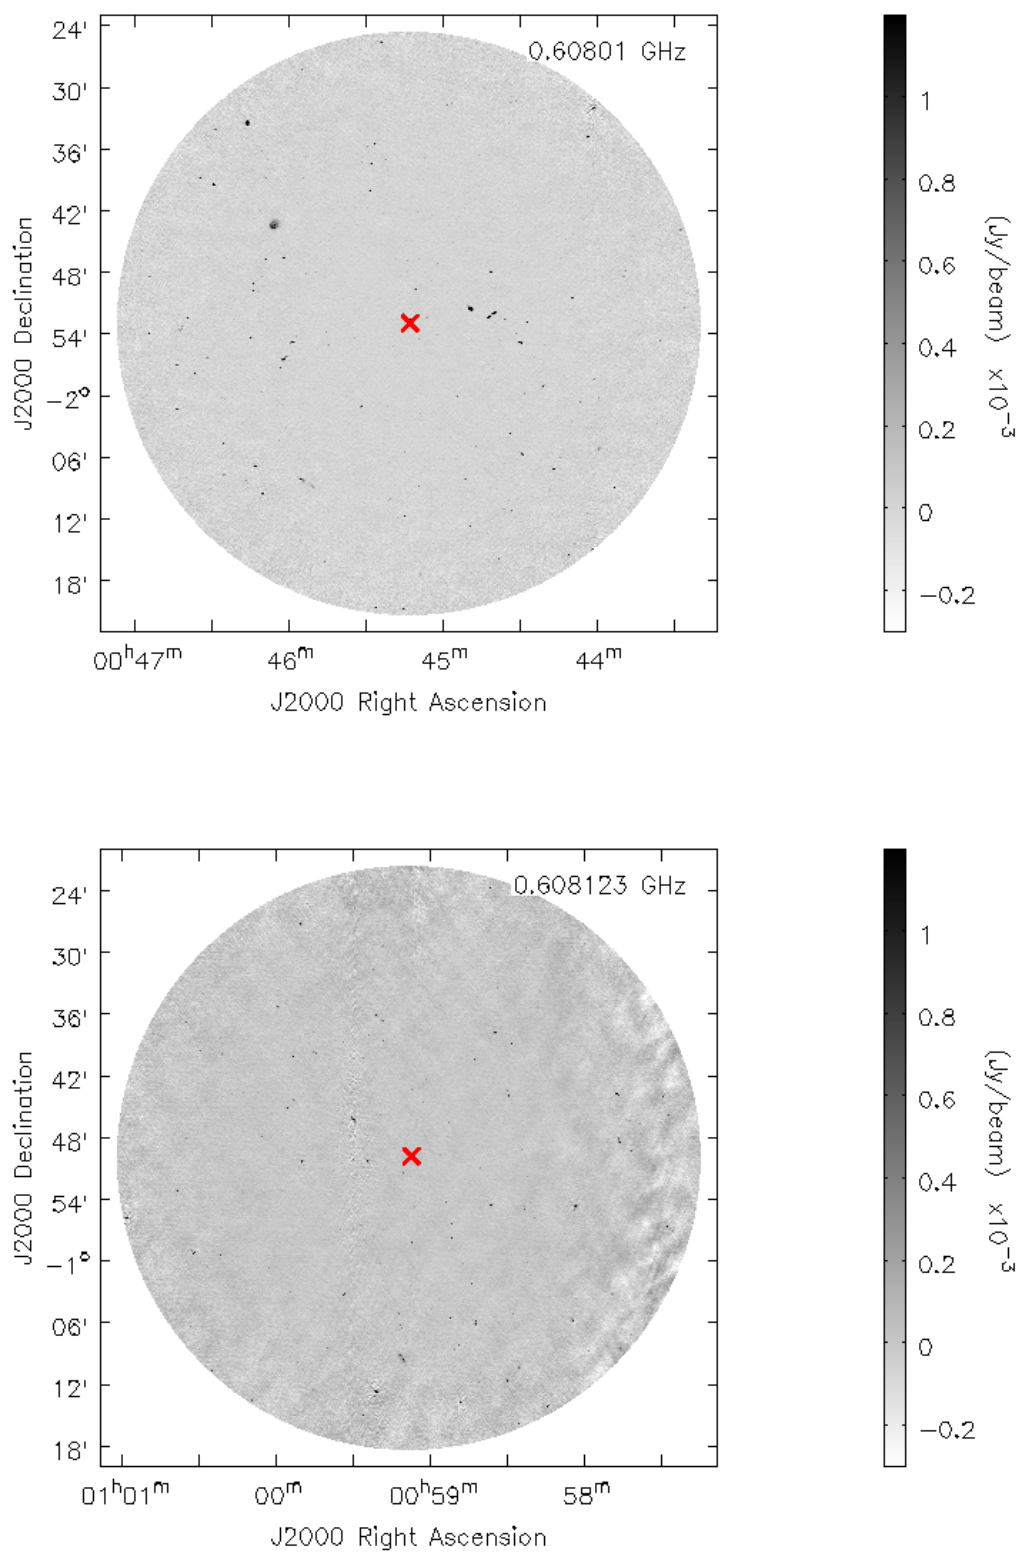 0.60801 GHz
24'
30'
36'
42'
48'
54'
−2°
06'
12'
18'
J2000 Declination
00ʰ47ᵐ
46ᵐ
45ᵐ
44ᵐ
J2000 Right Ascension
1
0.8
0.6
0.4
0.2
0
−0.2
(Jy/beam) x10⁻³
0.608123 GHz
24'
30'
36'
42'
48'
54'
−1°
06'
12'
18'
J2000 Declination
01ʰ01ᵐ
00ᵐ
00ʰ59ᵐ
58ᵐ
J2000 Right Ascension
1
0.8
0.6
0.4
0.2
0
−0.2
(Jy/beam) x10⁻³